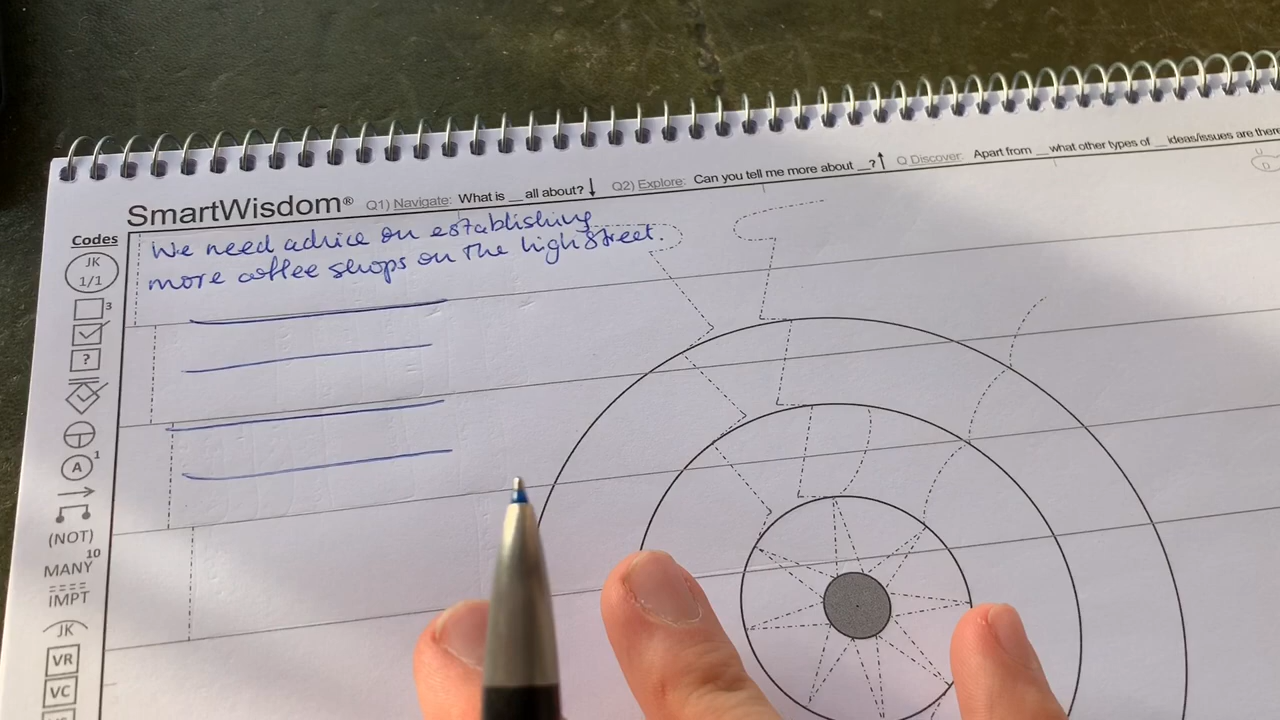 SmartWisdom® Q1) Navigate: What is __ all about? Q2) Explore: Can you tell me more about __? Q Discover: Apart from __ what other types of __ ideas/issues are there
Codes
We need advice on establishing
more coffee shops on the high street.
JK
1/1
3
?
A 1
(NOT)
MANY 10
IMPT
JK
VR
VC